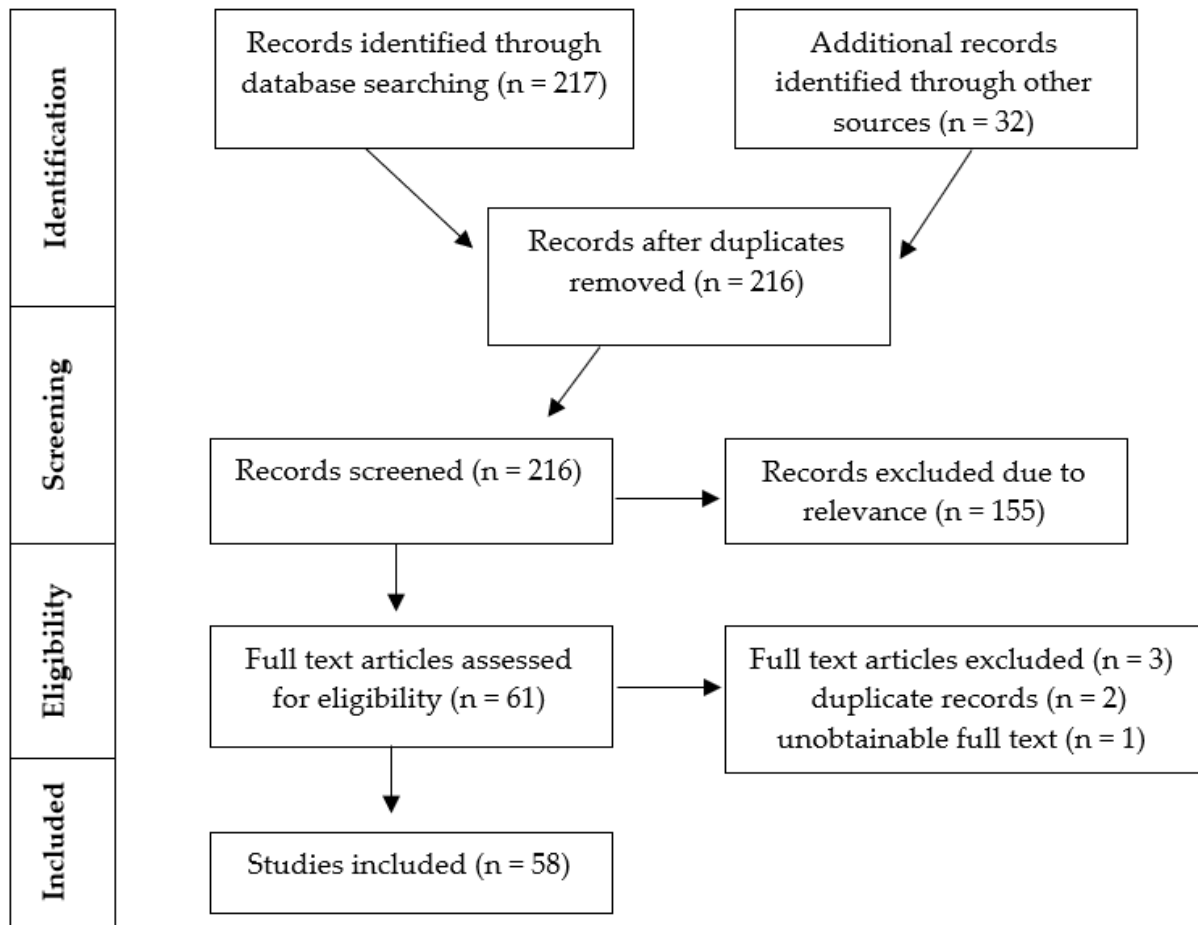 Identification
Records identified through
database searching (n = 217)
Additional records
identified through other
sources (n = 32)
Records after duplicates
removed (n = 216)
Screening
Records screened (n = 216)
Records excluded due to
relevance (n = 155)
Eligibility
Full text articles assessed
for eligibility (n = 61)
Full text articles excluded (n = 3)
duplicate records (n = 2)
unobtainable full text (n = 1)
Included
Studies included (n = 58)